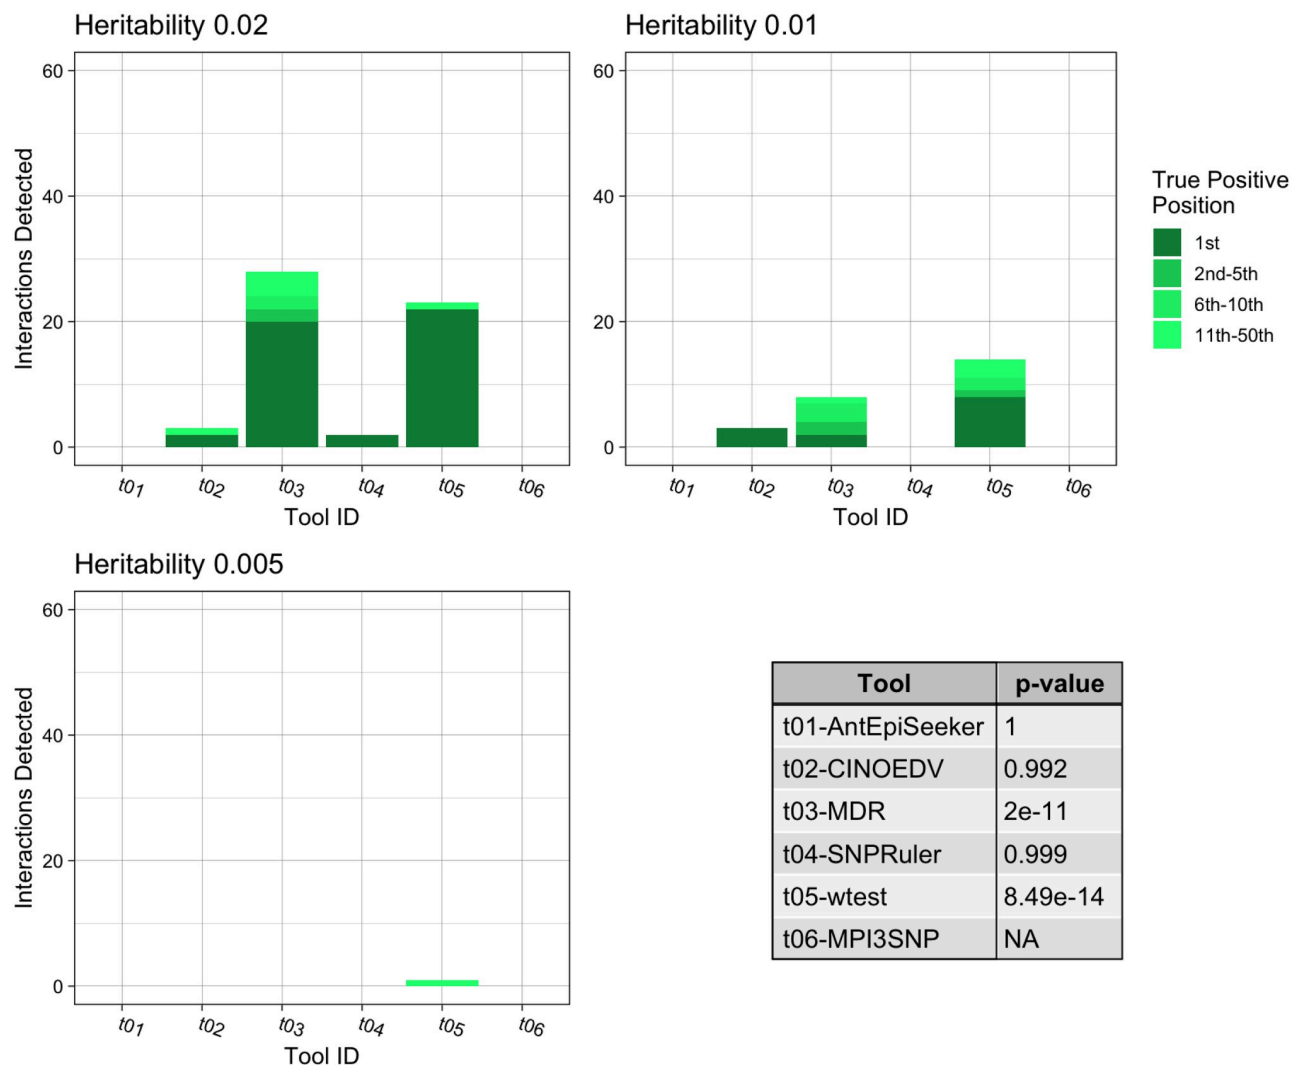 Heritability 0.02
60
40
20
0
Interactions Detected
t01 t02 t03 t04 t05 t06
Tool ID
Heritability 0.01
60
40
20
0
t01 t02 t03 t04 t05 t06
Tool ID
True Positive
Position
1st
2nd-5th
6th-10th
11th-50th
Heritability 0.005
60
40
20
0
Interactions Detected
t01 t02 t03 t04 t05 t06
Tool ID
Tool p-value
t01-AntEpiSeeker 1
t02-CINOEDV 0.992
t03-MDR 2e-11
t04-SNPRuler 0.999
t05-wtest 8.49e-14
t06-MPI3SNP NA